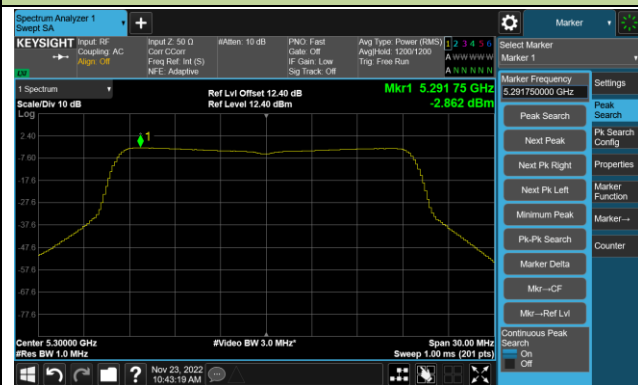 Spectrum Analyzer 1
Swept SA
+
Marker
KEYSIGHT
Input: RF
Coupling: AC
Align: Off
Input Z: 50 Ω
Corr CCorr
Freq Ref: Int (S)
NFE: Adaptive
#Atten: 10 dB
PNO: Fast
Gate: Off
IF Gain: Low
Sig Track: Off
Avg Type: Power (RMS)
Avg|Hold: 1200/1200
Trig: Free Run
1 2 3 4 5 6
A W W W W W
A N N N N N
Select Marker
Marker 1
1 Spectrum
Scale/Div 10 dB
Log
Ref Lvl Offset 12.40 dB
Ref Level 12.40 dBm
Mkr1 5.291 75 GHz
-2.862 dBm
2.40
-7.60
-17.6
-27.6
-37.6
-47.6
-57.6
-67.6
-77.6
1
Center 5.30000 GHz
#Res BW 1.0 MHz
#Video BW 3.0 MHz*
Span 30.00 MHz
Sweep 1.00 ms (201 pts)
Marker Frequency
5.291750000 GHz
Peak Search
Next Peak
Next Pk Right
Next Pk Left
Minimum Peak
Pk-Pk Search
Marker Delta
Mkr→CF
Mkr→Ref Lvl
Continuous Peak
Search
On
Off
Settings
Peak
Search
Pk Search
Config
Properties
Marker
Function
Marker→
Counter
?
Nov 23, 2022
10:43:19 AM